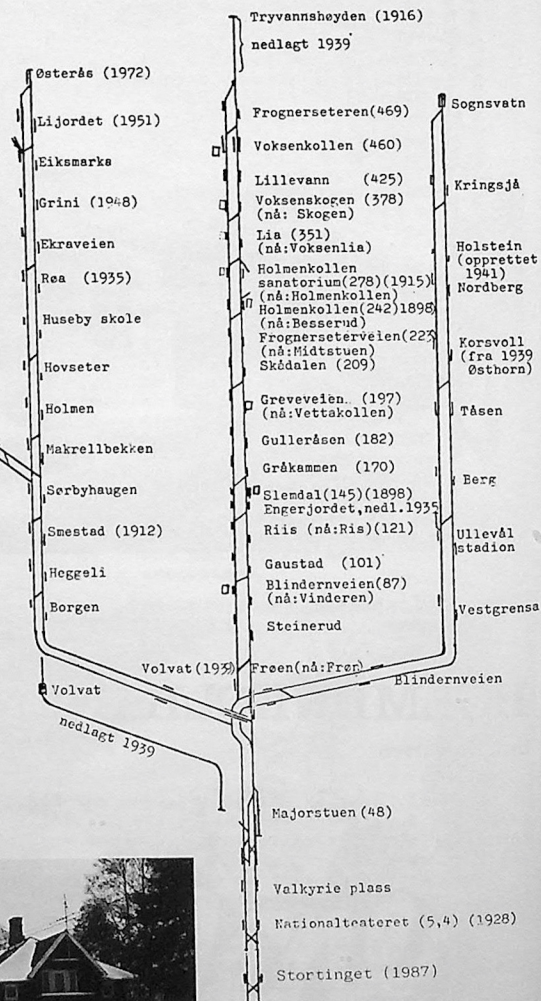 Tryvannshøyden (1916)
nedlagt 1939
Østerås (1972)
Lijordet (1951)
Eiksmarka
Grini (1948)
Ekraveien
Røa (1935)
Huseby skole
Hovseter
Holmen
Makrellbekken
Sørbyhaugen
Smestad (1912)
Heggeli
Borgen
Volvat
nedlagt 1939
Frognerseteren(469)
Voksenkollen (460)
Lillevann (425)
Voksenskogen (378)
(nå: Skogen)
Lia (351)
(nå:Voksenlia)
Holmenkollen
sanatorium(278)(1915)
(nå:Holmenkollen)
Holmenkollen(242)1898
(nå:Besserud)
Frognerseterveien(223
(nå:Midtstuen)
Skådalen (209)
Greveveien.. (197)
(nå:Vettakollen)
Gulleråsen (182)
Gråkammen (170)
Slemdal(145)(1898)
Engerjordet,nedl.1935
Riis (nå:Ris)(121)
Gaustad (101)
Blindernveien(87)
(nå:Vinderen)
Steinerud
Volvat (1939)
Frøen(nå:Frøn)
Sognsvatn
Kringsjå
Holstein
(opprettet
1941)
Nordberg
Korsvoll
(fra 1939
Østhorn)
Tåsen
Berg
Ullevål
stadion
Vestgrensa
Blindernveien
Majorstuen (48)
Valkyrie plass
Nationalteateret (5,4) (1928)
Stortinget (1987)